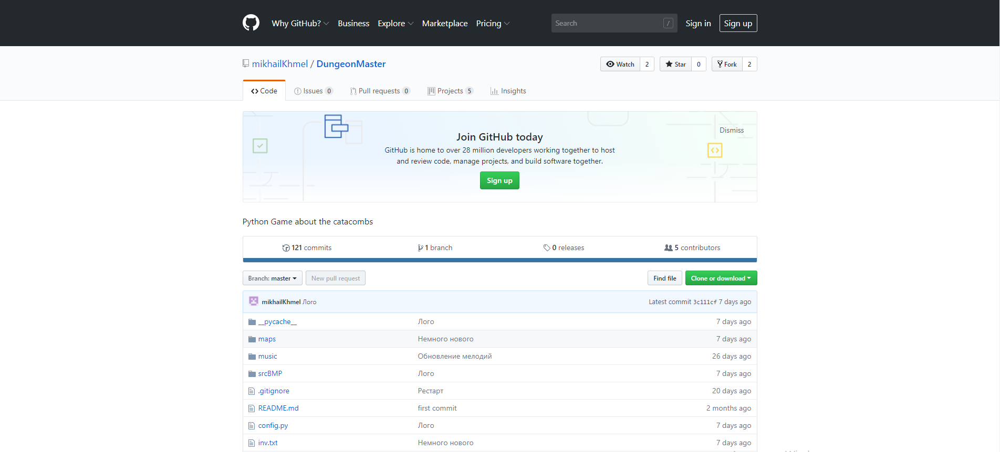 Why GitHub? Business Explore Marketplace Pricing Search / Sign in Sign up
mikhailKhmel / DungeonMaster Watch 2 Star 0 Fork 2
Code Issues 0 Pull requests 0 Projects 5 Insights
Dismiss
Join GitHub today
GitHub is home to over 28 million developers working together to host
and review code, manage projects, and build software together.
Sign up
Python Game about the catacombs
121 commits 1 branch 0 releases 5 contributors
Branch: master New pull request Find file Clone or download
mikhailKhmel Лого Latest commit 3c111cf 7 days ago
__pycache__ Лого 7 days ago
maps Немного нового 7 days ago
music Обновление мелодий 26 days ago
srcBMP Лого 7 days ago
.gitignore Рестарт 20 days ago
README.md first commit 2 months ago
config.py Лого 7 days ago
inv.txt Немного нового 7 days ago